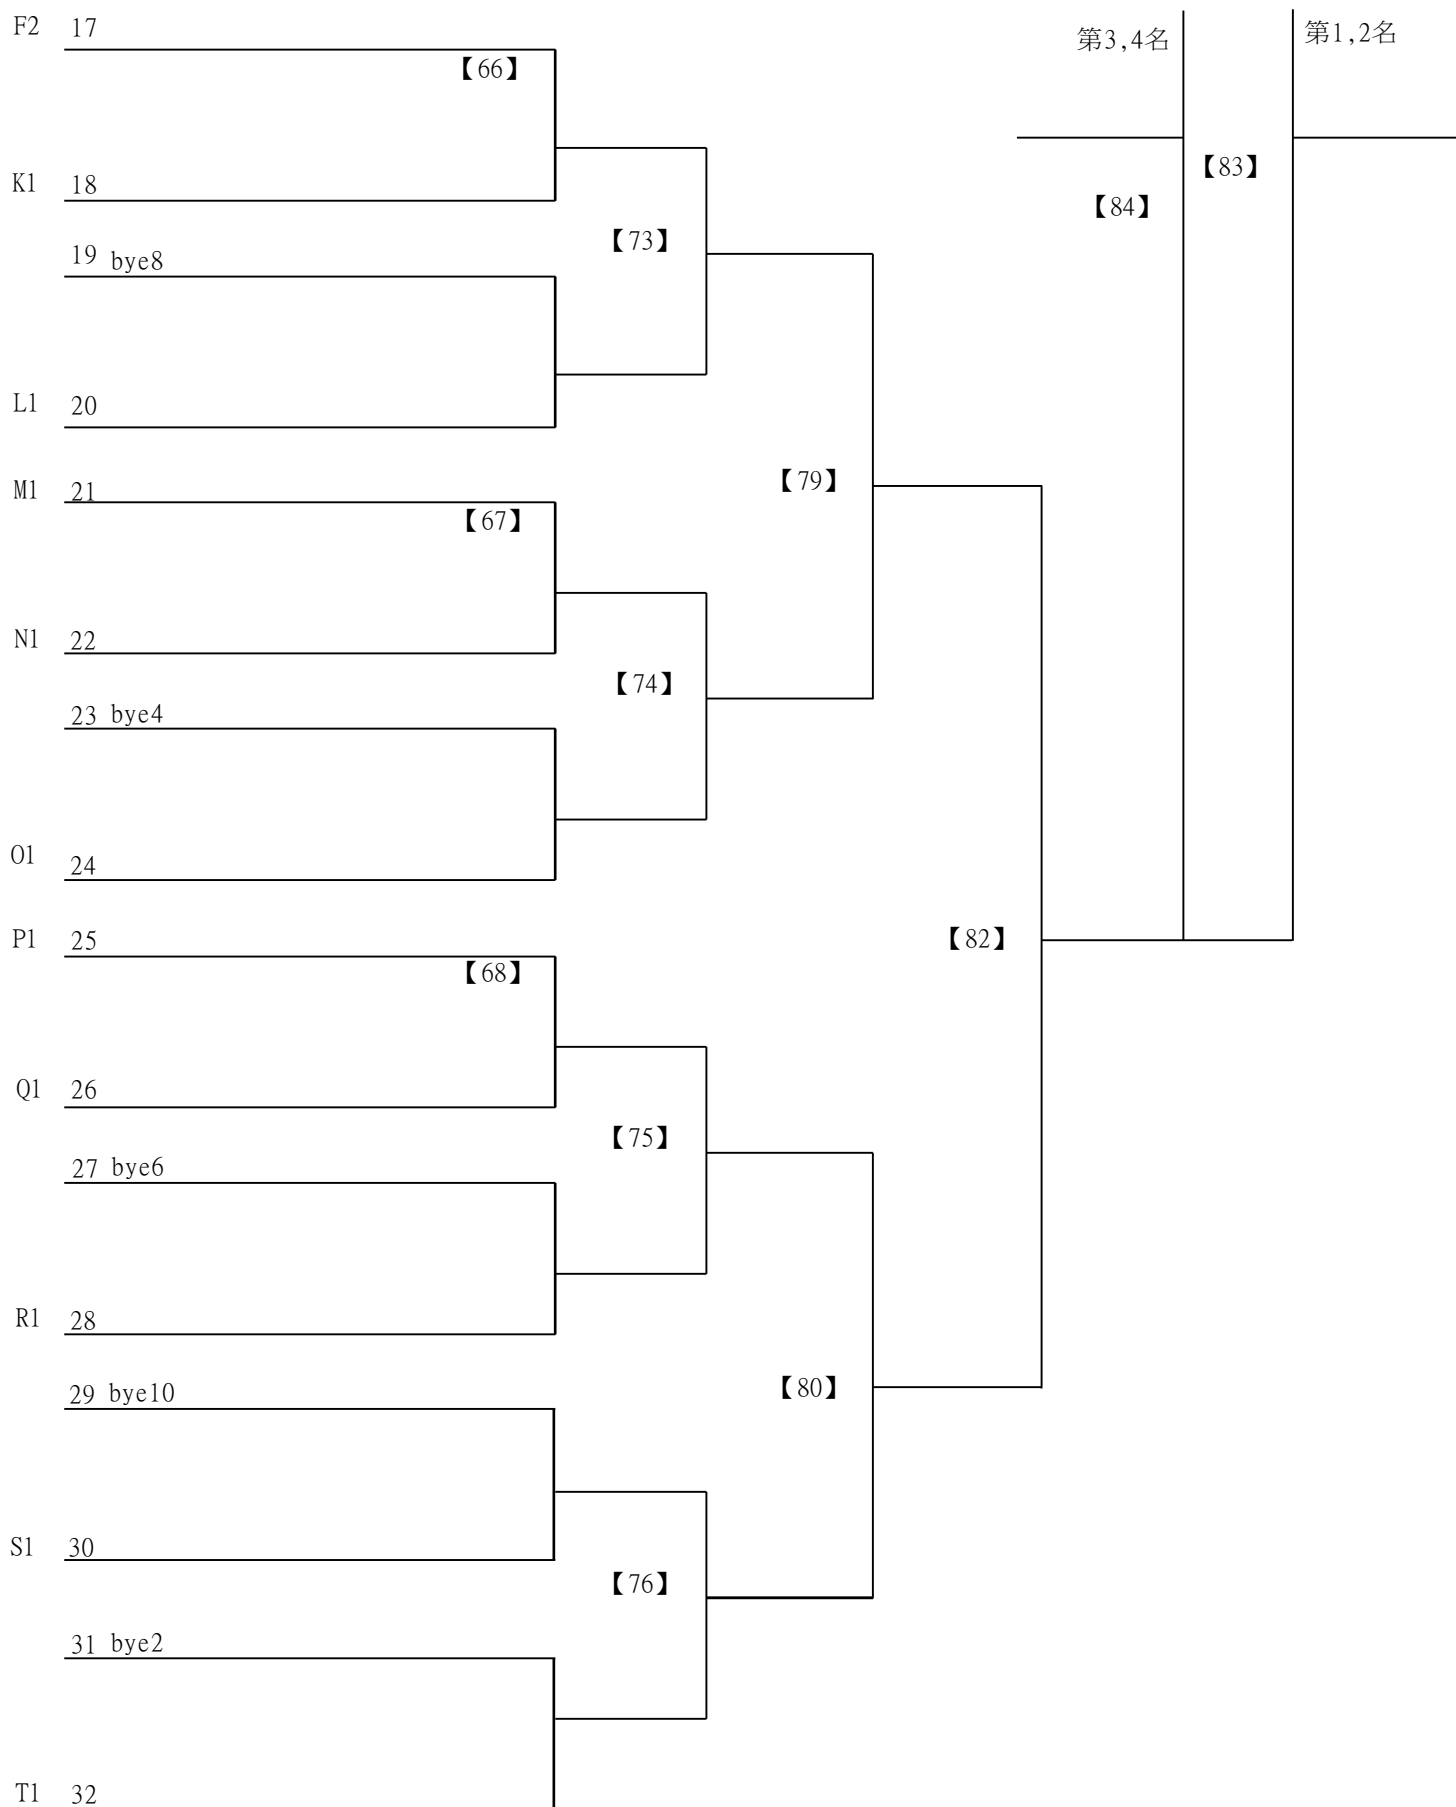 F2 17
第3,4名
第1,2名
【66】
【83】
K1 18
【84】
【73】
19 bye8
L1 20
【79】
M1 21
【67】
N1 22
【74】
23 bye4
O1 24
P1 25
【82】
【68】
Q1 26
【75】
27 bye6
R1 28
【80】
29 bye10
S1 30
【76】
31 bye2
T1 32